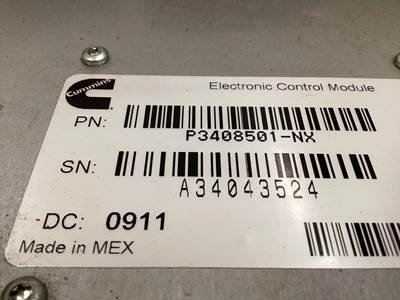 Cummins
Electronic Control Module
PN:
P3408501-NX
SN:
A34043524
DC: 0911
Made in MEX